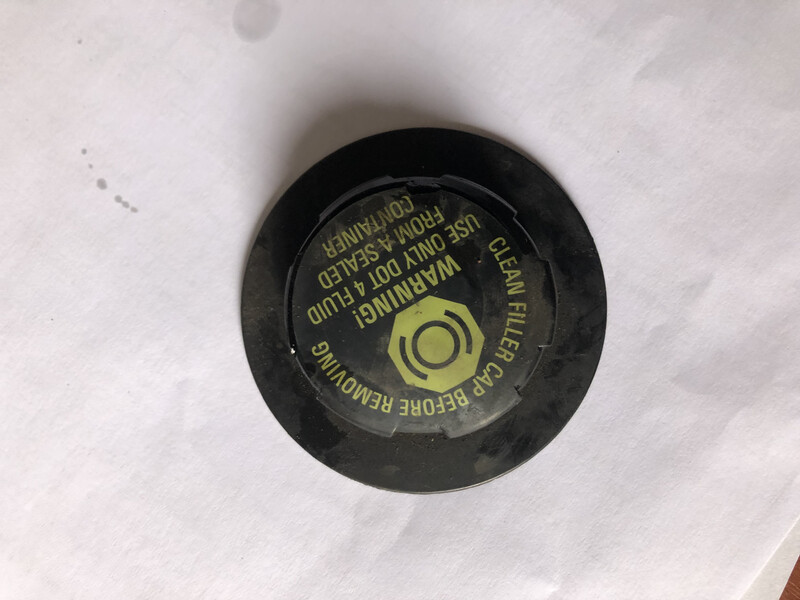 WARNING!
USE ONLY DOT 4 FLUID
FROM A SEALED
CONTAINER
CLEAN FILLER CAP BEFORE REMOVING